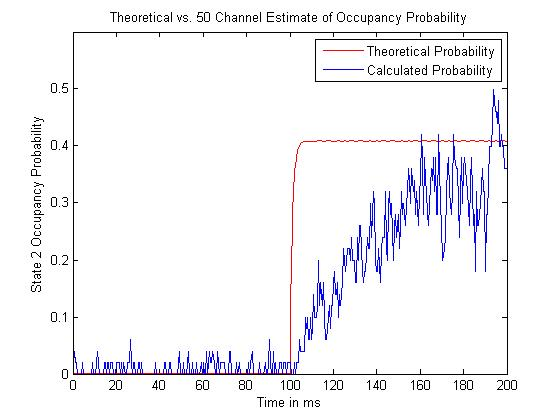 Theoretical vs. 50 Channel Estimate of Occupancy Probability
Theoretical Probability
Calculated Probability
State 2 Occupancy Probability
0.5
0.4
0.3
0.2
0.1
0
0 20 40 60 80 100 120 140 160 180 200
Time in ms